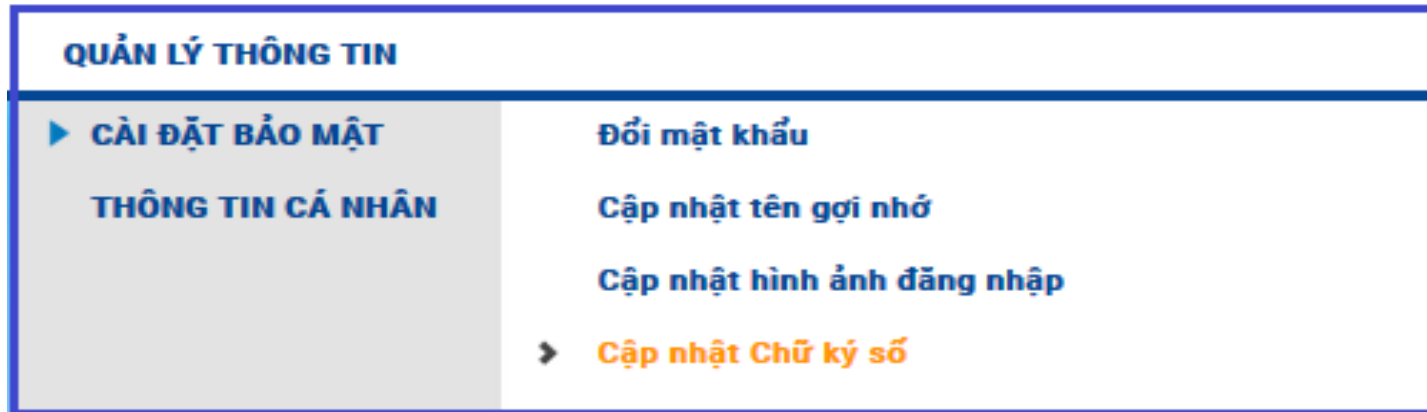 QUẢN LÝ THÔNG TIN
CÀI ĐẶT BẢO MẬT
THÔNG TIN CÁ NHÂN
Đổi mật khẩu
Cập nhật tên gợi nhớ
Cập nhật hình ảnh đăng nhập
Cập nhật Chữ ký số